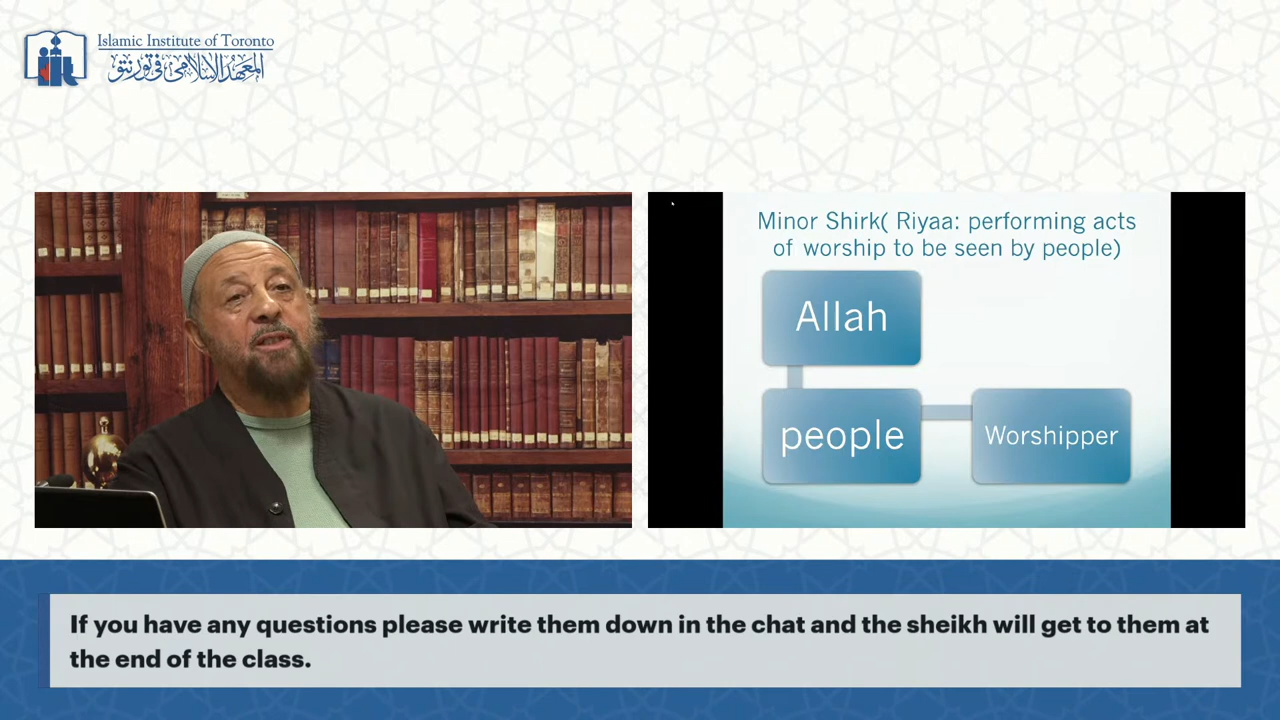 Islamic Institute of Toronto
المعهد الإسلامي في تورنتو
Minor Shirk( Riyaa: performing acts
of worship to be seen by people)
Allah
people
Worshipper
If you have any questions please write them down in the chat and the sheikh will get to them at
the end of the class.